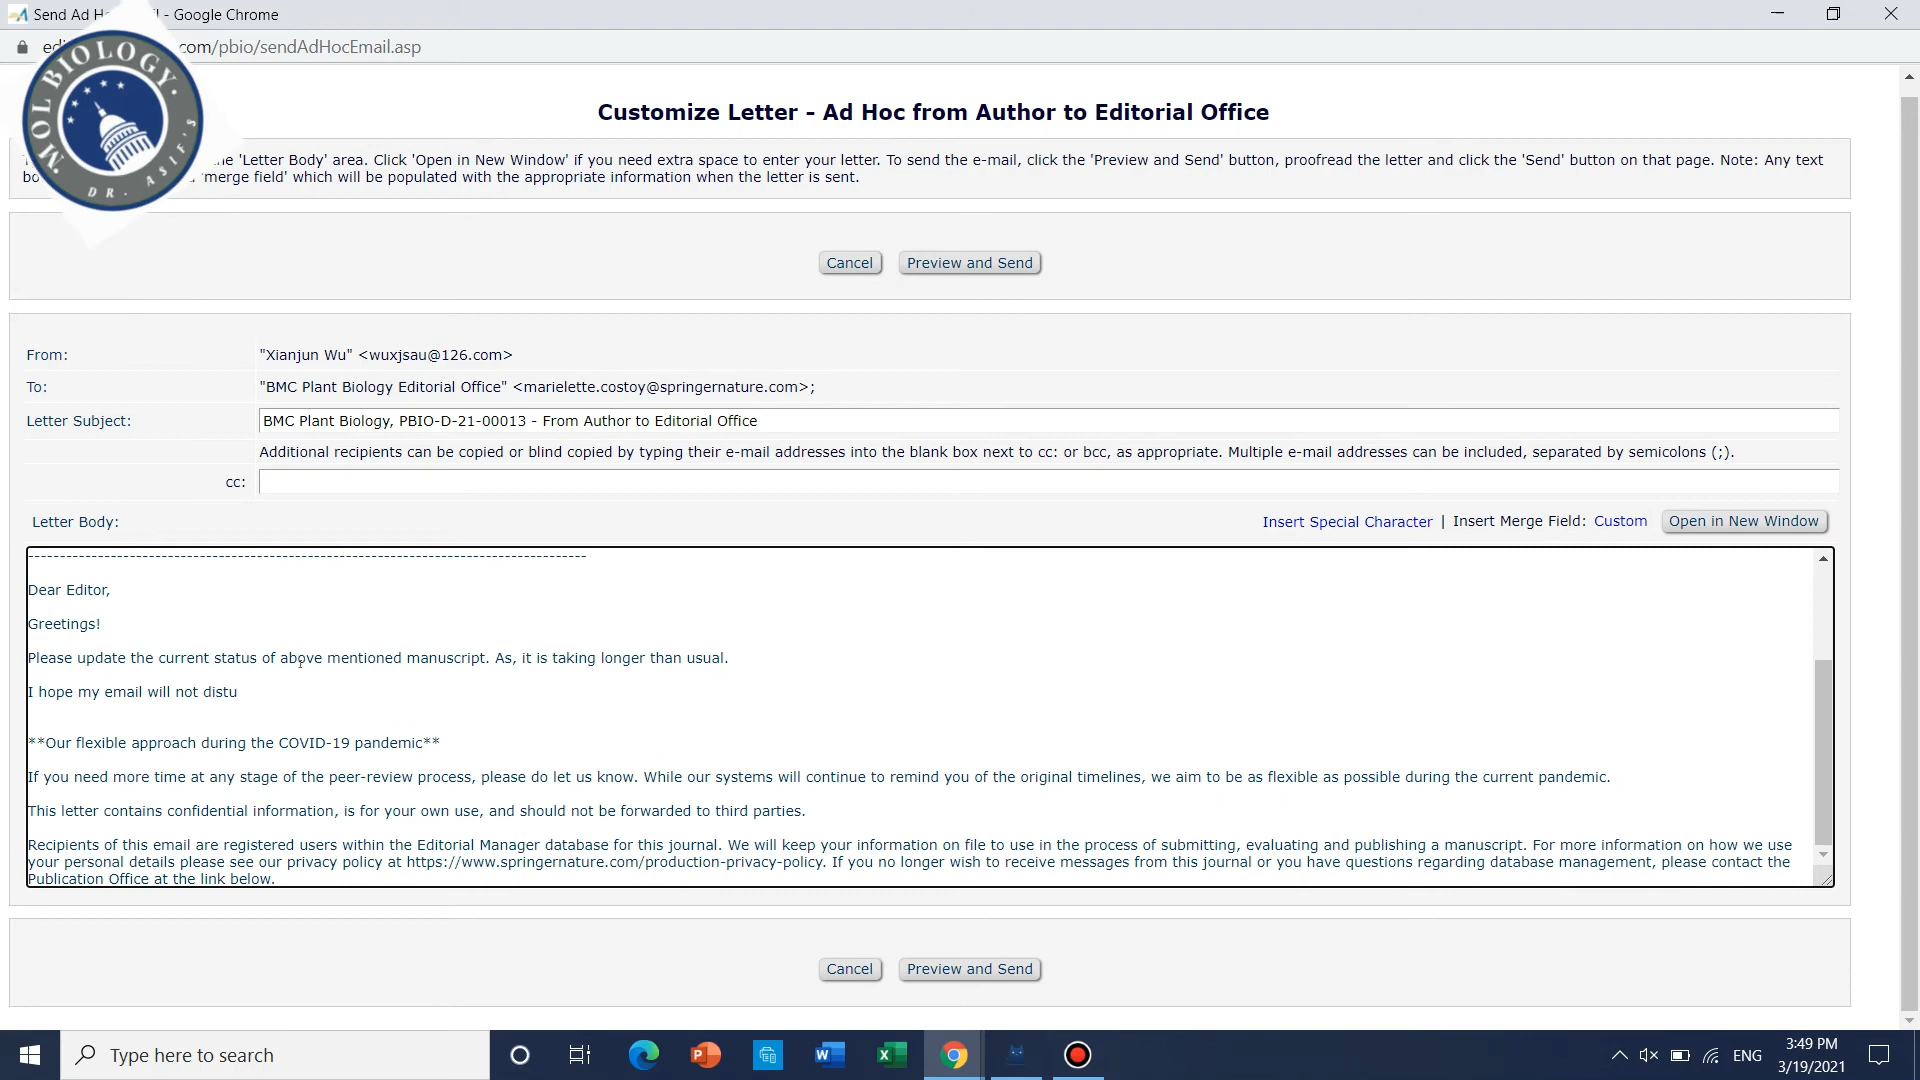 Send Ad H il - Google Chrome
edi com/pbio/sendAdHocEmail.asp
MOL BIOLOGY.
DR. ASIF'S
Customize Letter - Ad Hoc from Author to Editorial Office
the 'Letter Body' area. Click 'Open in New Window' if you need extra space to enter your letter. To send the e-mail, click the 'Preview and Send' button, proofread the letter and click the 'Send' button on that page. Note: Any text
'merge field' which will be populated with the appropriate information when the letter is sent.
Cancel Preview and Send
From: "Xianjun Wu" <wuxjsau@126.com>
To: "BMC Plant Biology Editorial Office" <marielette.costoy@springernature.com>;
Letter Subject: BMC Plant Biology, PBIO-D-21-00013 - From Author to Editorial Office
Additional recipients can be copied or blind copied by typing their e-mail addresses into the blank box next to cc: or bcc, as appropriate. Multiple e-mail addresses can be included, separated by semicolons (;).
cc:
Letter Body: Insert Special Character | Insert Merge Field: Custom Open in New Window
Dear Editor,
Greetings!
Please update the current status of above mentioned manuscript. As, it is taking longer than usual.
I hope my email will not distu
**Our flexible approach during the COVID-19 pandemic**
If you need more time at any stage of the peer-review process, please do let us know. While our systems will continue to remind you of the original timelines, we aim to be as flexible as possible during the current pandemic.
This letter contains confidential information, is for your own use, and should not be forwarded to third parties.
Recipients of this email are registered users within the Editorial Manager database for this journal. We will keep your information on file to use in the process of submitting, evaluating and publishing a manuscript. For more information on how we use
your personal details please see our privacy policy at https://www.springernature.com/production-privacy-policy. If you no longer wish to receive messages from this journal or you have questions regarding database management, please contact the
Publication Office at the link below.
Cancel Preview and Send
Type here to search
ENG
3:49 PM
3/19/2021